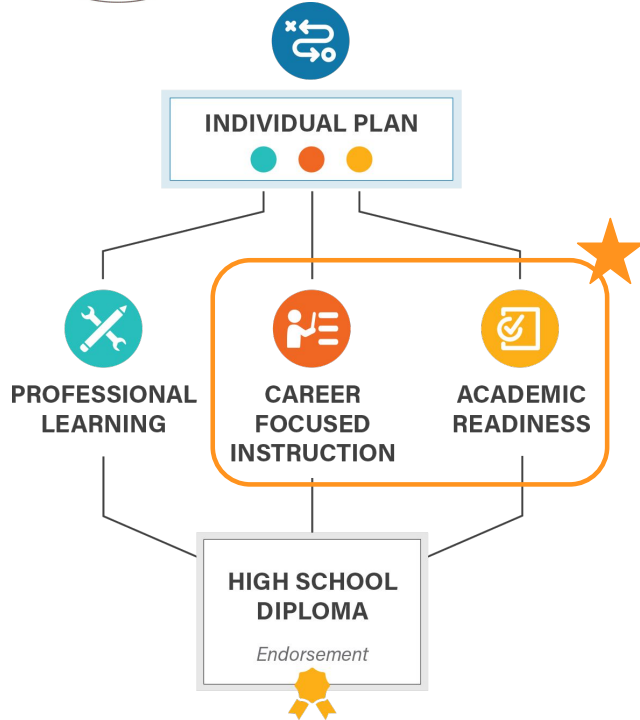 INDIVIDUAL PLAN
PROFESSIONAL
LEARNING
CAREER
FOCUSED
INSTRUCTION
ACADEMIC
READINESS
HIGH SCHOOL
DIPLOMA
Endorsement